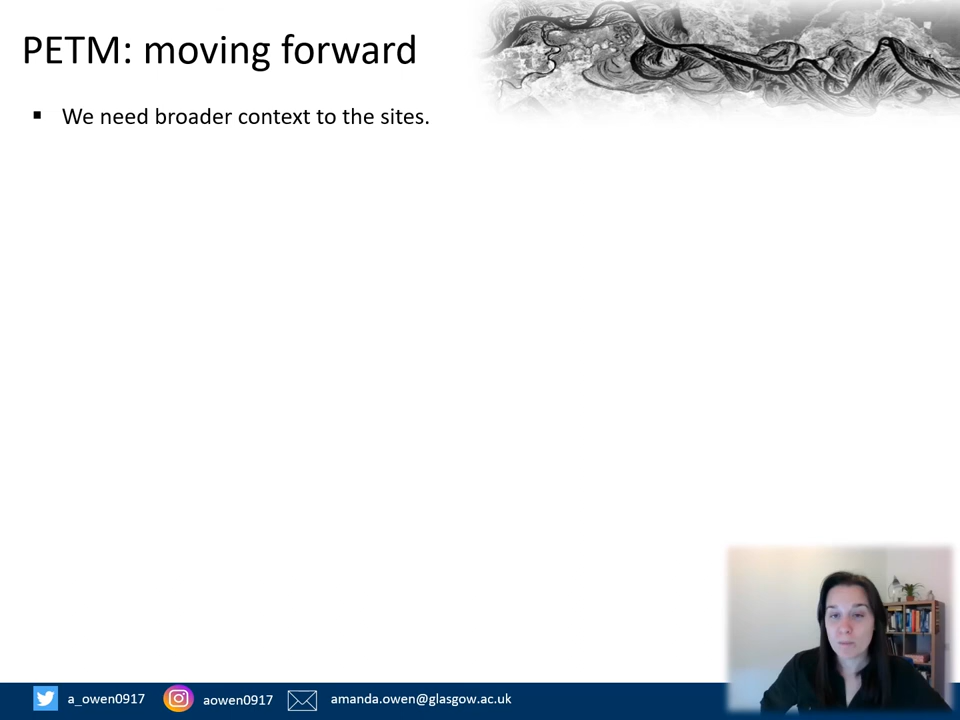 PETM: moving forward
▪ We need broader context to the sites.
a_owen0917 aowen0917 amanda.owen@glasgow.ac.uk